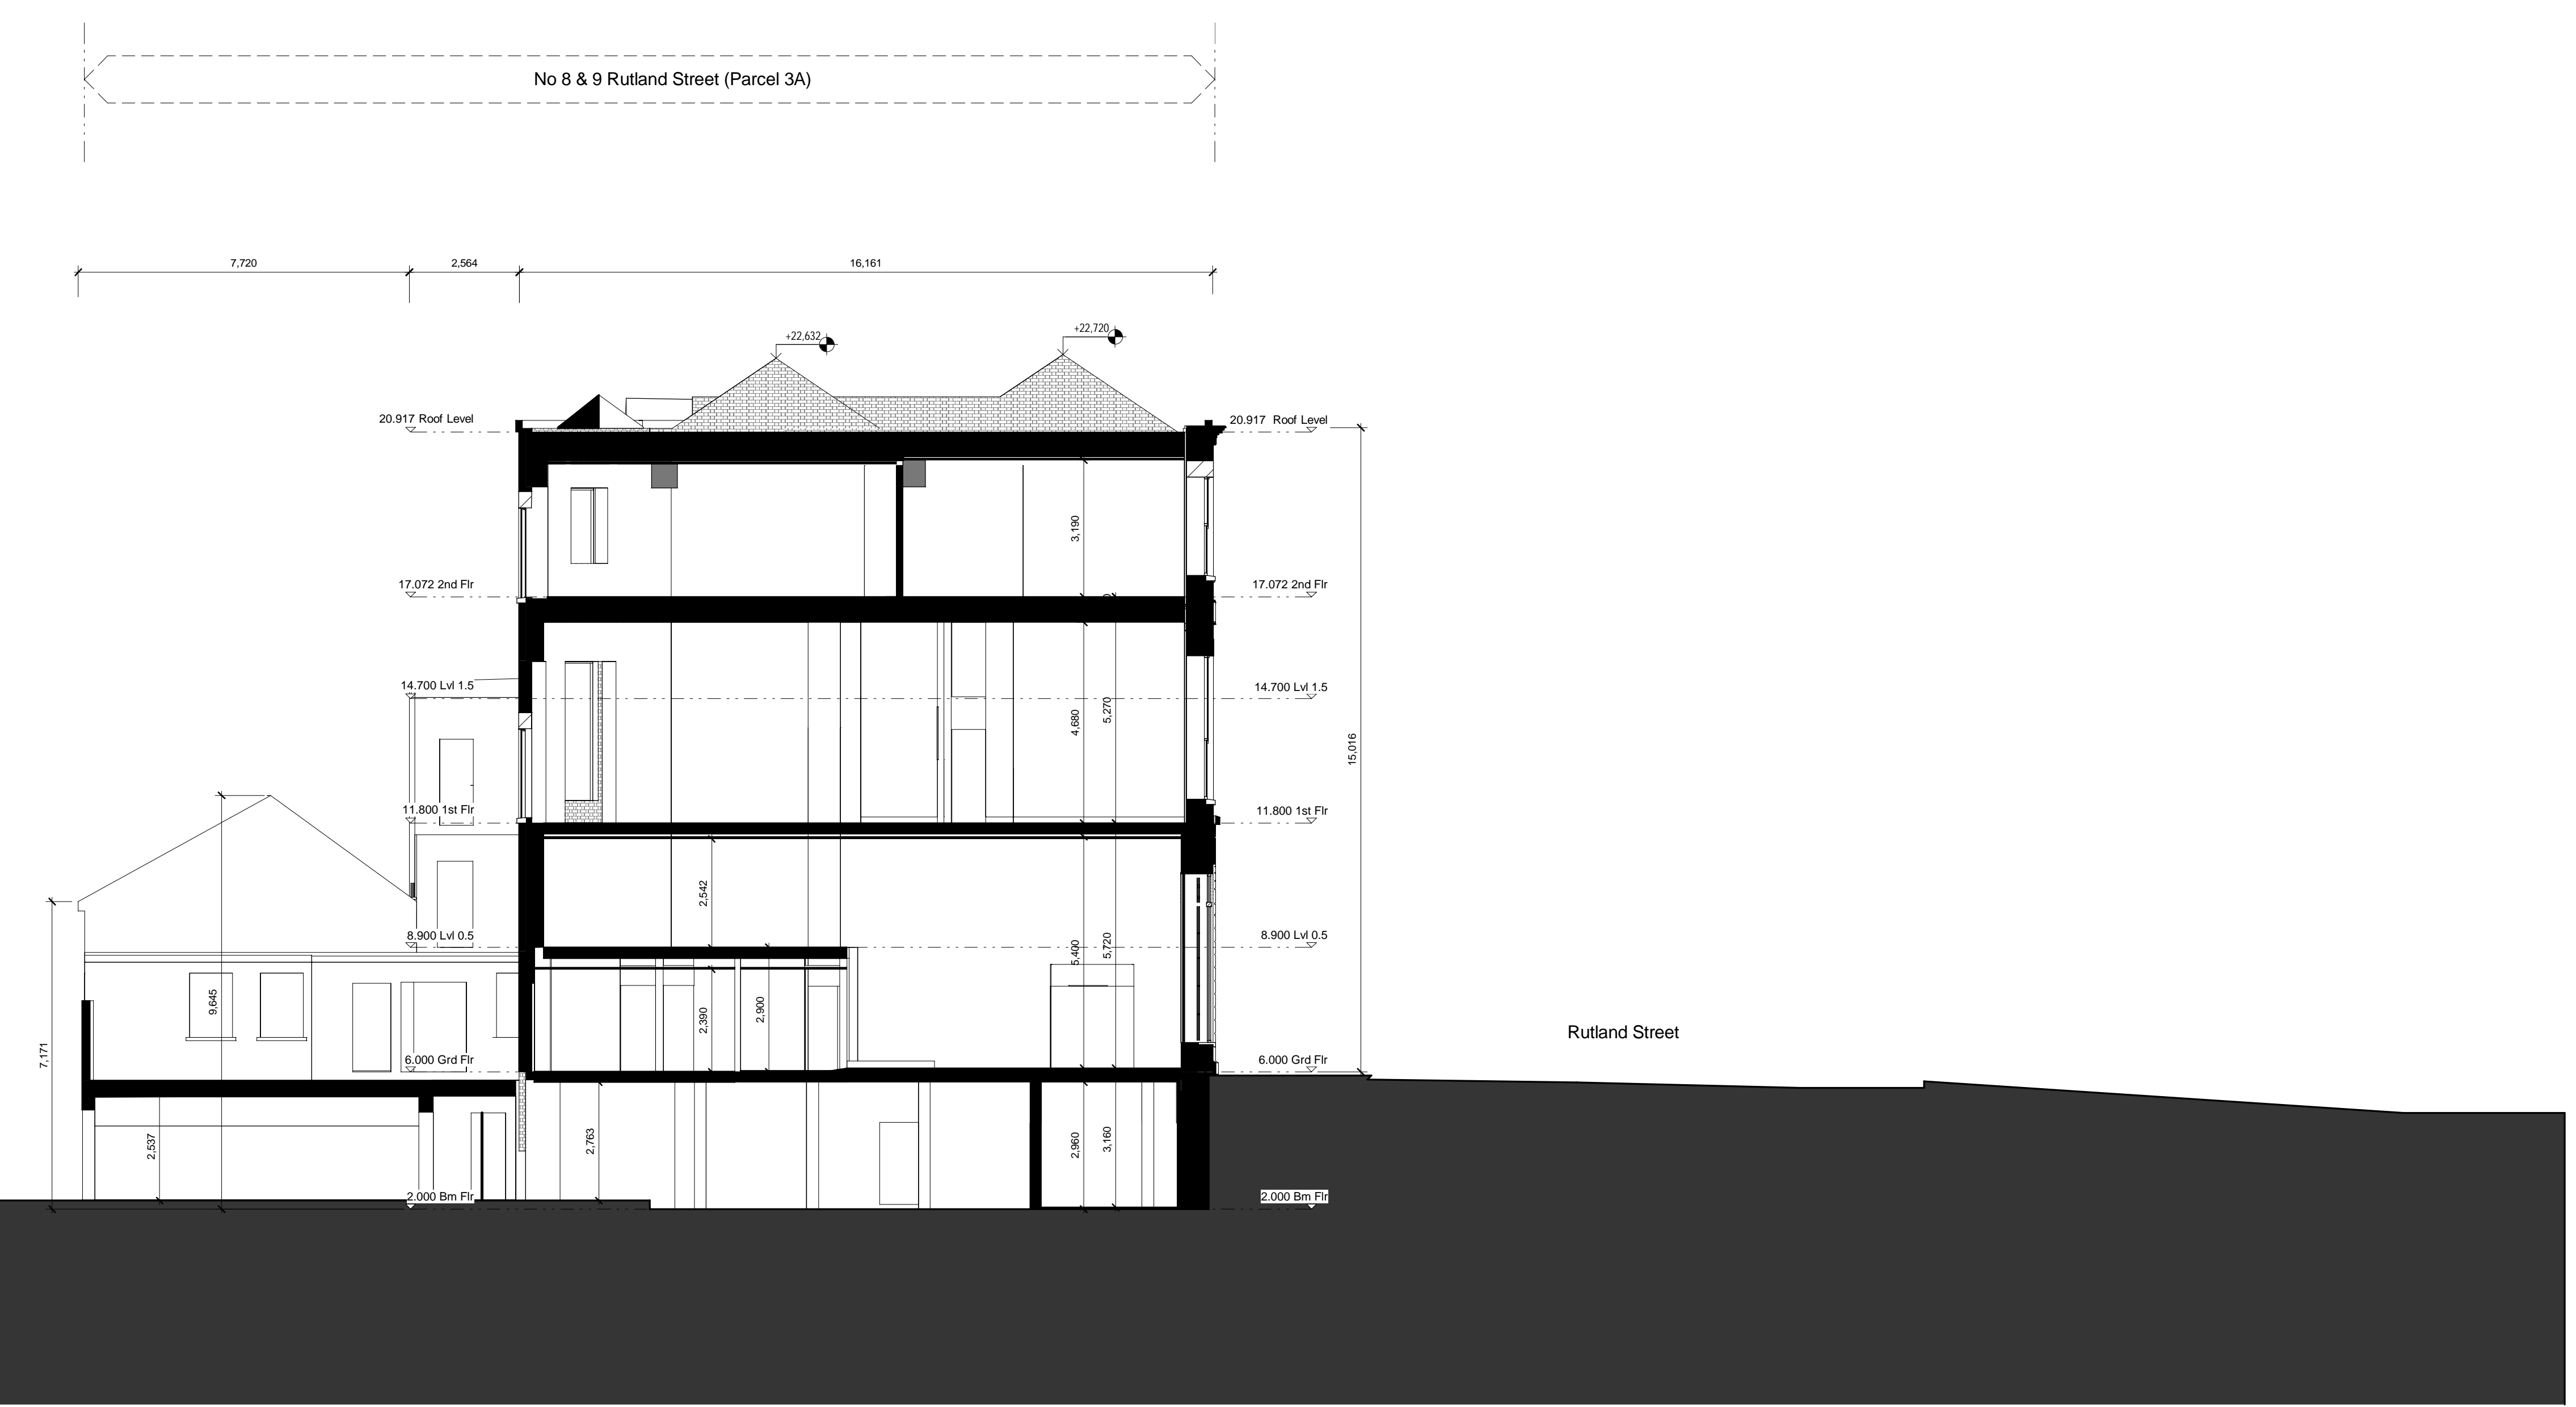 No 8 & 9 Rutland Street (Parcel 3A)
7,720
2,564
16,161
+22,632
+22,720
20.917 Roof Level
20.917 Roof Level
3,190
17.072 2nd Flr
17.072 2nd Flr
14.700 Lvl 1.5
14.700 Lvl 1.5
4,680
5,270
15,016
11.800 1st Flr
11.800 1st Flr
2,542
8.900 Lvl 0.5
8.900 Lvl 0.5
5,400
5,720
9,645
2,390
2,900
7,171
Rutland Street
6.000 Grd Flr
6.000 Grd Flr
2,537
2,763
2,960
3,160
2.000 Bm Flr
2.000 Bm Flr